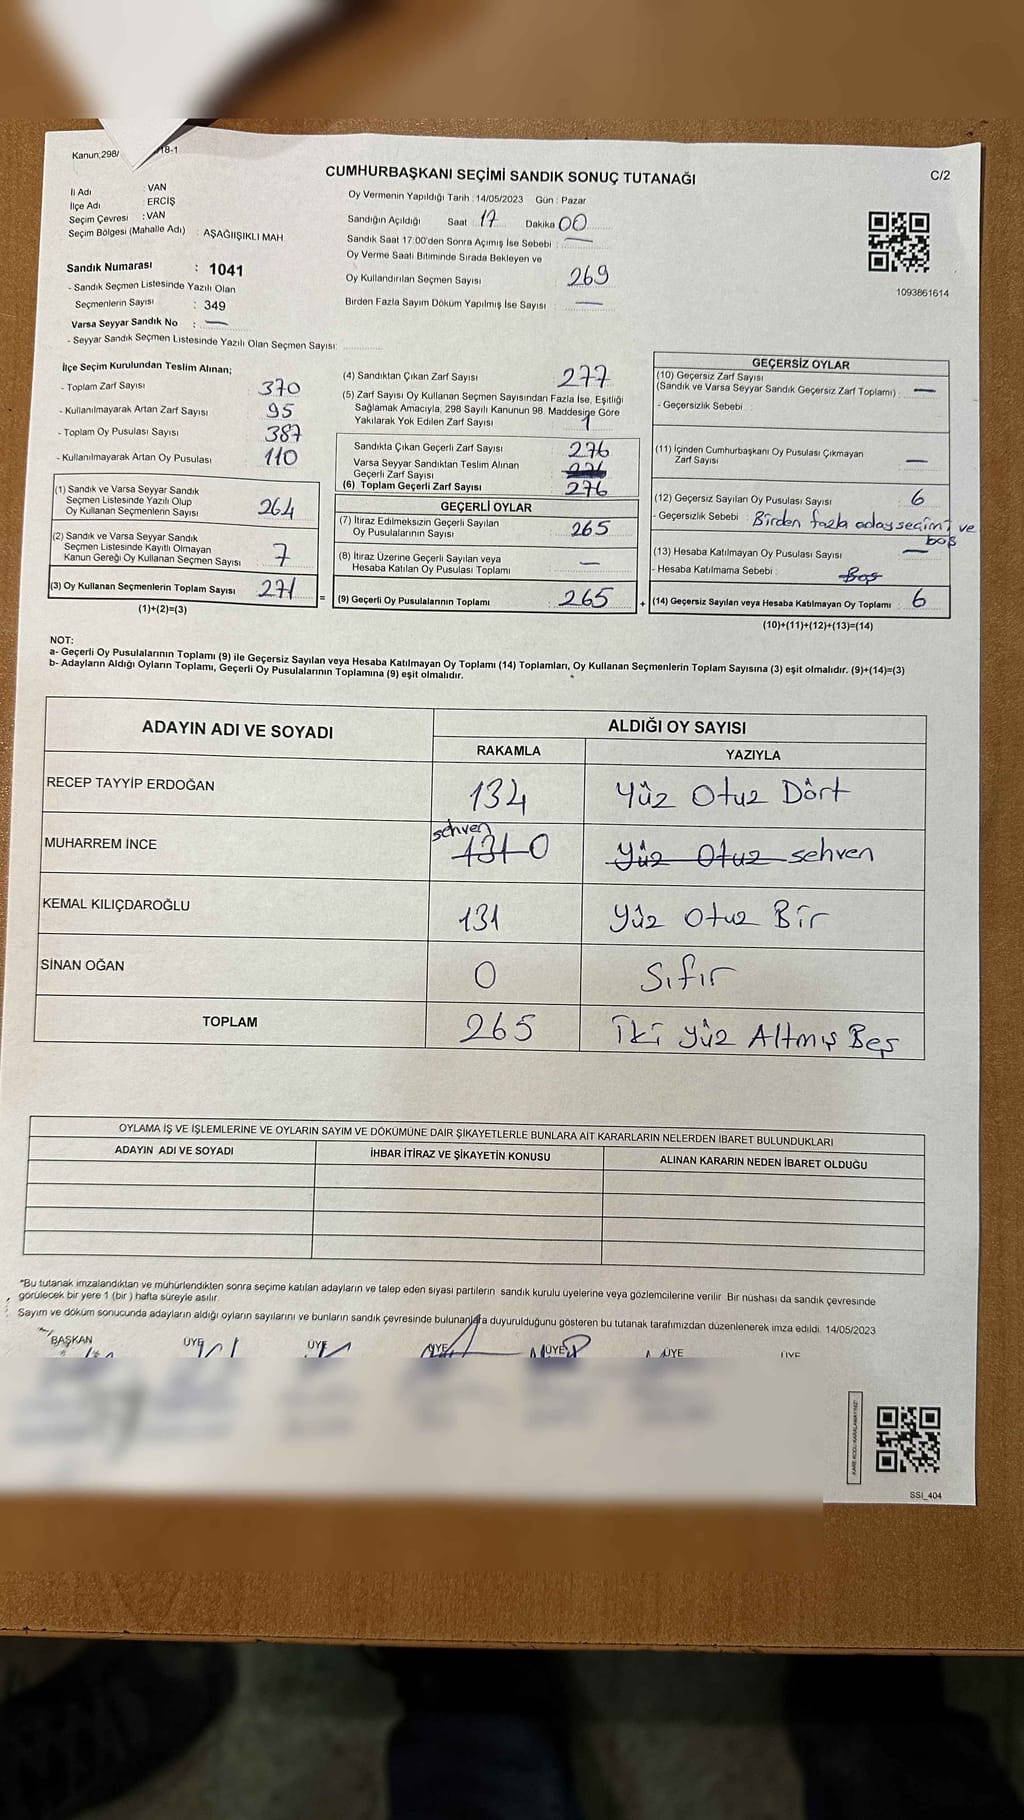 Kanun;298/ 18-1
CUMHURBAŞKANI SEÇİMİ SANDIK SONUÇ TUTANAĞI
C/2
İl Adı : VAN
İlçe Adı : ERCİŞ
Seçim Çevresi : VAN
Seçim Bölgesi (Mahalle Adı) : AŞAĞIIŞIKLI MAH
Sandık Numarası : 1041
- Sandık Seçmen Listesinde Yazılı Olan
Seçmenlerin Sayısı : 349
Varsa Seyyar Sandık No : —
- Seyyar Sandık Seçmen Listesinde Yazılı Olan Seçmen Sayısı:
Oy Vermenin Yapıldığı Tarih : 14/05/2023 Gün : Pazar
Sandığın Açıldığı Saat : 17 Dakika 00
Sandık Saat 17:00'den Sonra Açımış İse Sebebi : —
Oy Verme Saati Bitiminde Sırada Bekleyen ve
Oy Kullandırılan Seçmen Sayısı 269
Birden Fazla Sayım Döküm Yapılmış İse Sayısı : —
1093861614
İlçe Seçim Kurulundan Teslim Alınan;
- Toplam Zarf Sayısı 370
- Kullanılmayarak Artan Zarf Sayısı 95
- Toplam Oy Pusulası Sayısı 387
- Kullanılmayarak Artan Oy Pusulası 110
(1) Sandık ve Varsa Seyyar Sandık
Seçmen Listesinde Yazılı Olup
Oy Kullanan Seçmenlerin Sayısı 264
(2) Sandık ve Varsa Seyyar Sandık
Seçmen Listesinde Kayıtlı Olmayan
Kanun Gereği Oy Kullanan Seçmen Sayısı 7
(3) Oy Kullanan Seçmenlerin Toplam Sayısı 271 =
(1)+(2)=(3)
(4) Sandıktan Çıkan Zarf Sayısı 277
(5) Zarf Sayısı Oy Kullanan Seçmen Sayısından Fazla İse, Eşitliği
Sağlamak Amacıyla, 298 Sayılı Kanunun 98. Maddesine Göre
Yakılarak Yok Edilen Zarf Sayısı 1
Sandıkta Çıkan Geçerli Zarf Sayısı 276
Varsa Seyyar Sandıktan Teslim Alınan
Geçerli Zarf Sayısı
(6) Toplam Geçerli Zarf Sayısı 276
GEÇERLİ OYLAR
(7) İtiraz Edilmeksizin Geçerli Sayılan
Oy Pusulalarının Sayısı 265
(8) İtiraz Üzerine Geçerli Sayılan veya
Hesaba Katılan Oy Pusulası Toplamı —
(9) Geçerli Oy Pusulalarının Toplamı 265 +
GEÇERSİZ OYLAR
(10) Geçersiz Zarf Sayısı
(Sandık ve Varsa Seyyar Sandık Geçersiz Zarf Toplamı) : —
- Geçersizlik Sebebi :
(11) İçinden Cumhurbaşkanı Oy Pusulası Çıkmayan
Zarf Sayısı —
(12) Geçersiz Sayılan Oy Pusulası Sayısı 6
- Geçersizlik Sebebi : Birden fazla aday seçimi ve
boş
(13) Hesaba Katılmayan Oy Pusulası Sayısı —
- Hesaba Katılmama Sebebi : Boş
(14) Geçersiz Sayılan veya Hesaba Katılmayan Oy Toplamı 6
(10)+(11)+(12)+(13)=(14)
NOT:
a- Geçerli Oy Pusulalarının Toplamı (9) ile Geçersiz Sayılan veya Hesaba Katılmayan Oy Toplamı (14) Toplamları, Oy Kullanan Seçmenlerin Toplam Sayısına (3) eşit olmalıdır. (9)+(14)=(3)
b- Adayların Aldığı Oyların Toplamı, Geçerli Oy Pusulalarının Toplamına (9) eşit olmalıdır.
ADAYIN ADI VE SOYADI
ALDIĞI OY SAYISI
RAKAMLA YAZIYLA
RECEP TAYYİP ERDOĞAN 134 Yüz Otuz Dört
MUHARREM İNCE sehven 131 0 Yüz Otuz sehven
KEMAL KILIÇDAROĞLU 131 Yüz Otuz Bir
SİNAN OĞAN 0 Sıfır
TOPLAM 265 İki yüz Altmış Beş
OYLAMA İŞ VE İŞLEMLERİNE VE OYLARIN SAYIM VE DÖKÜMÜNE DAİR ŞİKAYETLERLE BUNLARA AİT KARARLARIN NELERDEN İBARET BULUNDUKLARI
ADAYIN ADI VE SOYADI İHBAR İTİRAZ VE ŞİKAYETİN KONUSU ALINAN KARARIN NEDEN İBARET OLDUĞU
*Bu tutanak imzalandıktan ve mühürlendikten sonra seçime katılan adayların ve talep eden siyasi partilerin sandık kurulu üyelerine veya gözlemcilerine verilir. Bir nüshası da sandık çevresinde
görülecek bir yere 1 (bir) hafta süreyle asılır.
Sayım ve döküm sonucunda adayların aldığı oyların sayılarını ve bunların sandık çevresinde bulunanlara duyurulduğunu gösteren bu tutanak tarafımızdan düzenlenerek imza edildi. 14/05/2023
BAŞKAN ÜYE ÜYE ÜYE ÜYE ÜYE ÜYE
SSI_404